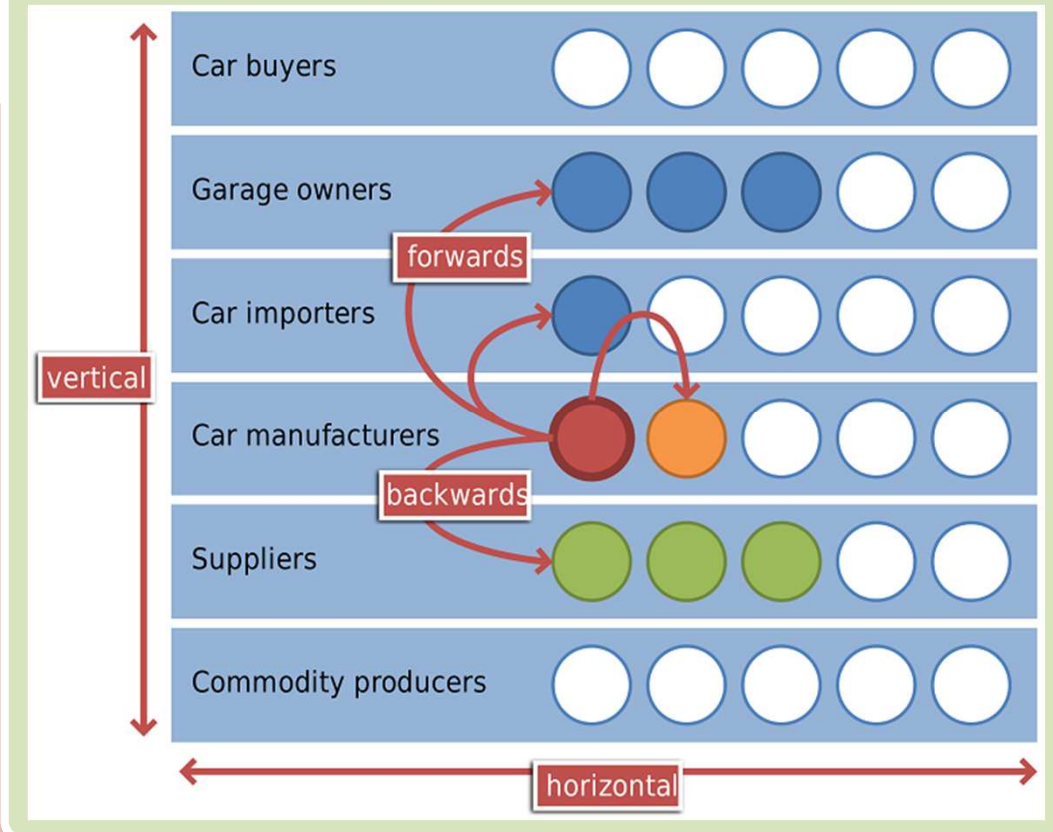 Car buyers
Garage owners
forwards
Car importers
vertical
Car manufacturers
backwards
Suppliers
Commodity producers
horizontal